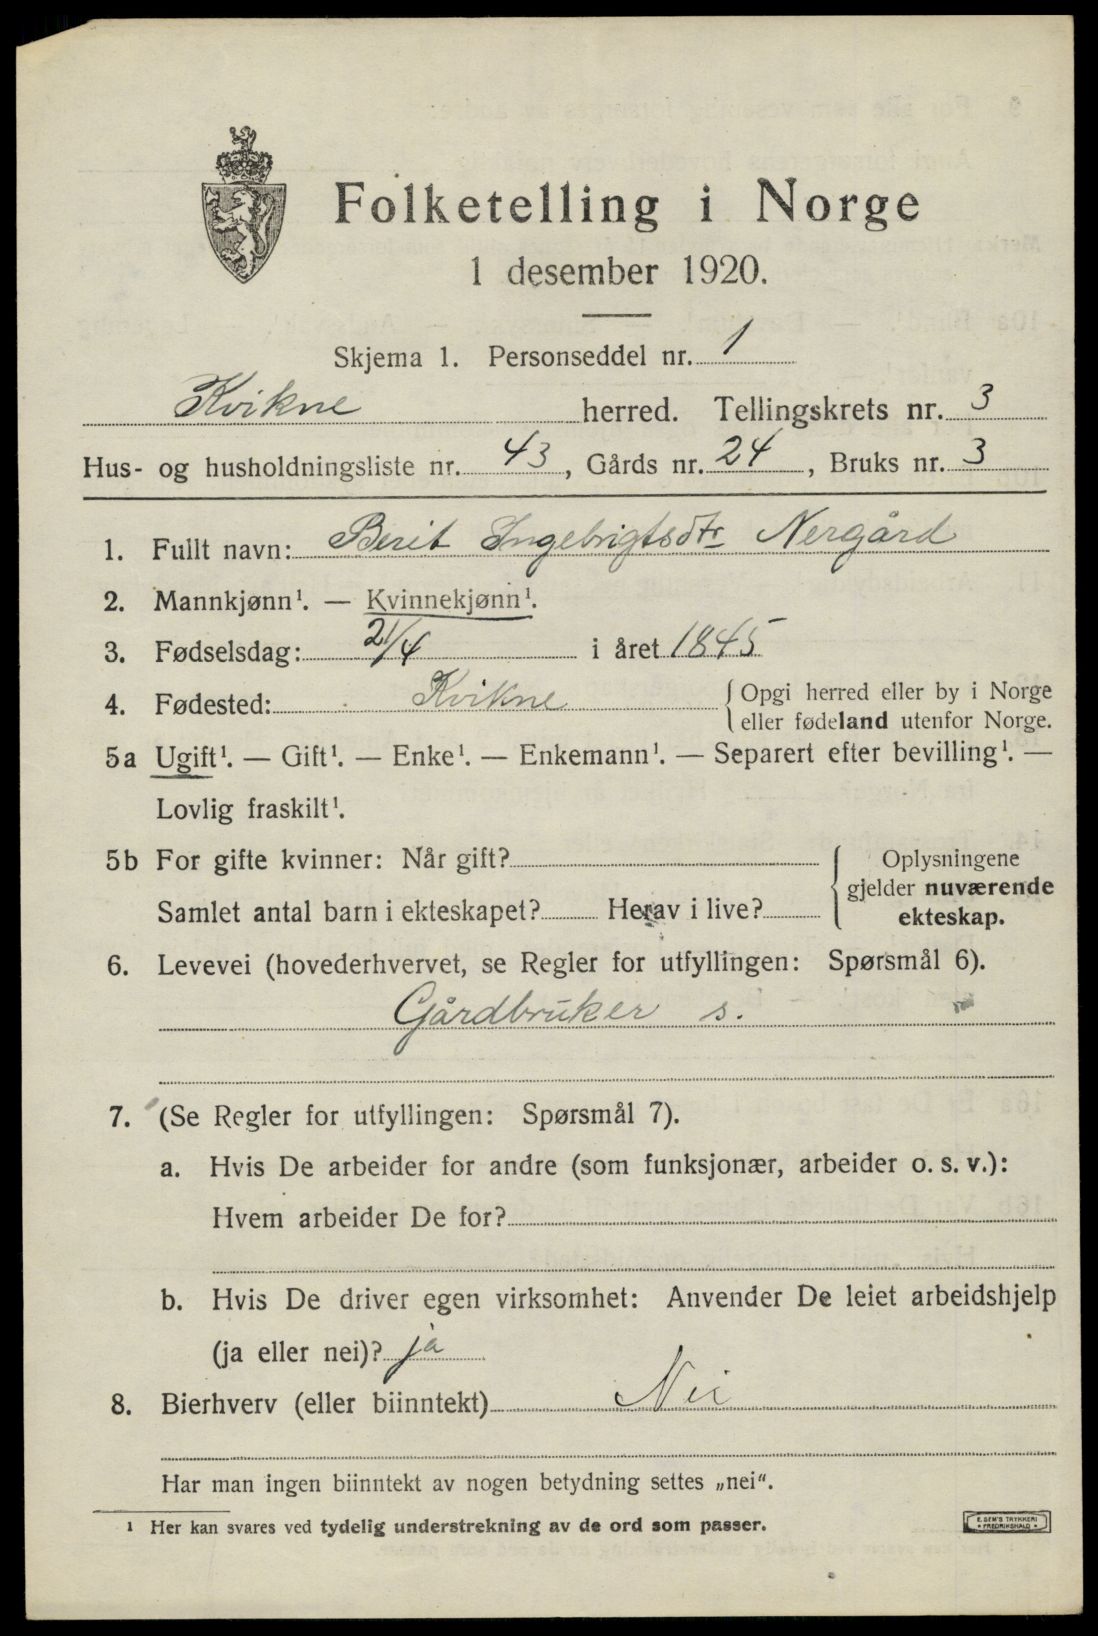 Folketelling i Norge
1 desember 1920.
Skjema 1. Personseddel nr. 1
Kvikne herred. Tellingskrets nr. 3
Hus- og husholdningsliste nr. 43, Gårds nr. 24, Bruks nr. 3
1. Fullt navn: Berit Ingebrigtsdtr Nergård
2. Mannkjønn¹. — Kvinnekjønn¹.
3. Fødselsdag: 21/4 i året 1845
4. Fødested: Kvikne { Opgi herred eller by i Norge
eller fødeland utenfor Norge.
5a Ugift¹. — Gift¹. — Enke¹. — Enkemann¹. — Separert efter bevilling¹. —
Lovlig fraskilt¹.
5b For gifte kvinner: Når gift? { Oplysningene
gjelder nuværende
Samlet antal barn i ekteskapet? Herav i live? ekteskap.
6. Levevei (hovederhvervet, se Regler for utfyllingen: Spørsmål 6).
Gårdbruker s.
7. (Se Regler for utfyllingen: Spørsmål 7).
a. Hvis De arbeider for andre (som funksjonær, arbeider o. s. v.):
Hvem arbeider De for?
b. Hvis De driver egen virksomhet: Anvender De leiet arbeidshjelp
(ja eller nei)? ja
8. Bierhverv (eller biinntekt) Nei
Har man ingen biinntekt av nogen betydning settes „nei“.
¹ Her kan svares ved tydelig understrekning av de ord som passer.
E. SEM'S TRYKKERI
FREDRIKSHALD